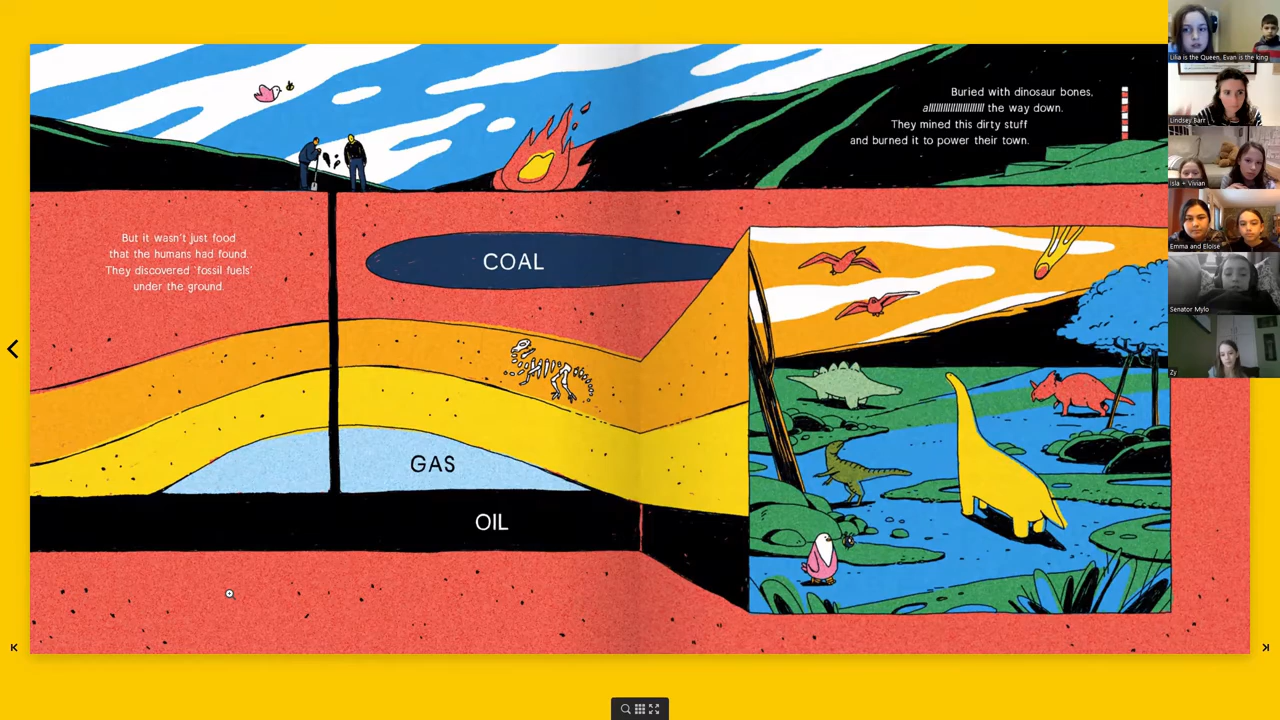 But it wasn't just food
that the humans had found.
They discovered 'fossil fuels'
under the ground.
Buried with dinosaur bones,
alllllllllllllllllllllll the way down.
They mined this dirty stuff
and burned it to power their town.
COAL
GAS
OIL
Lilia is the Queen, Evan is the king
Lindsey Barr
Isla + Vivian
Emma and Eloise
Senator Mylo
Zy